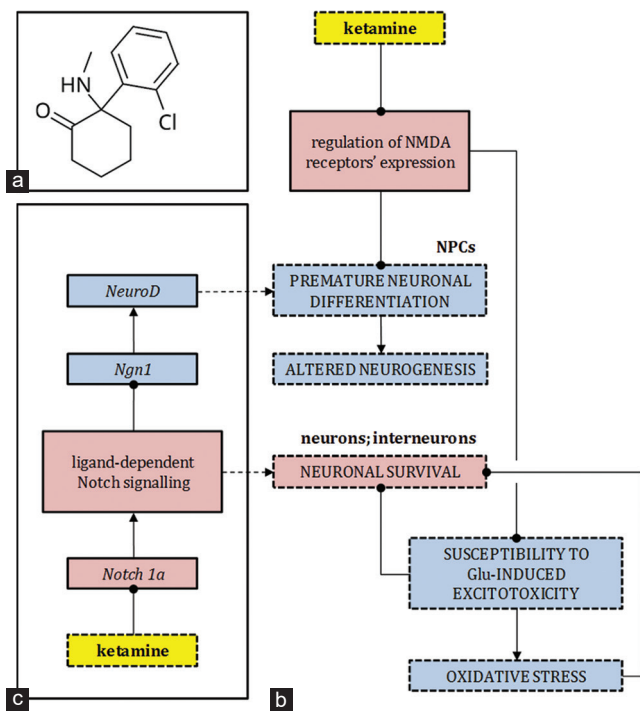 HN
O
Cl
a
ketamine
regulation of NMDA
receptors' expression
NPCs
PREMATURE NEURONAL
DIFFERENTIATION
ALTERED NEUROGENESIS
neurons; interneurons
NEURONAL SURVIVAL
SUSCEPTIBILITY TO
Glu-INDUCED
EXCITOTOXICITY
OXIDATIVE STRESS
b
NeuroD
Ngn1
ligand-dependent
Notch signalling
Notch 1a
ketamine
c